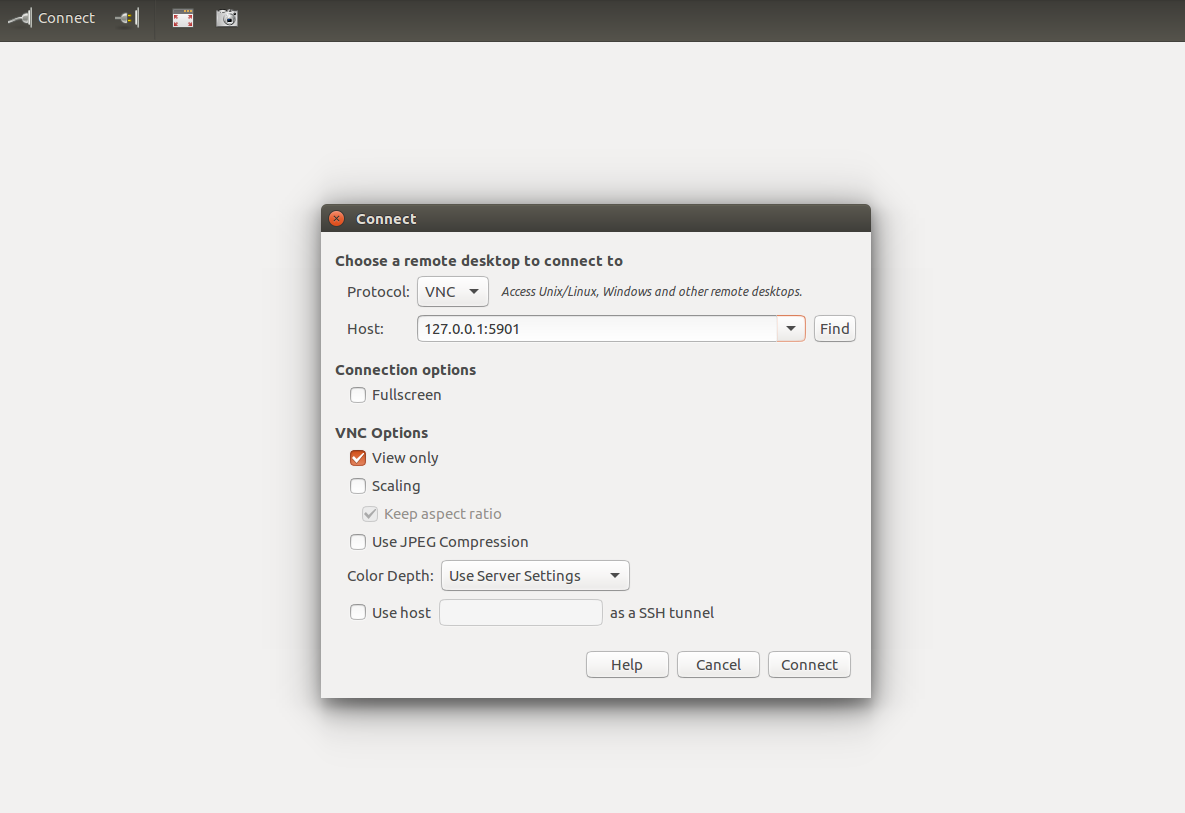 Connect
Connect
Choose a remote desktop to connect to
Protocol: VNC Access Unix/Linux, Windows and other remote desktops.
Host: 127.0.0.1:5901 Find
Connection options
Fullscreen
VNC Options
View only
Scaling
Keep aspect ratio
Use JPEG Compression
Color Depth: Use Server Settings
Use host as a SSH tunnel
Help Cancel Connect